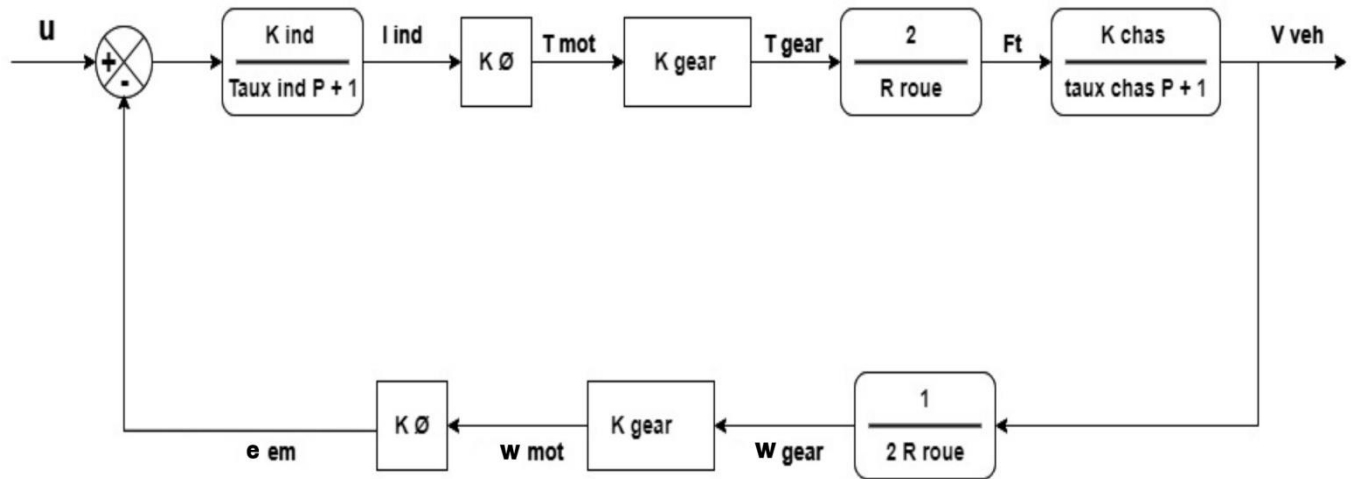 u
+
-
K ind
Taux ind P + 1
I ind
K Ø
T mot
K gear
T gear
2
R roue
Ft
K chas
taux chas P + 1
V veh
e em
K Ø
w mot
K gear
w gear
1
2 R roue